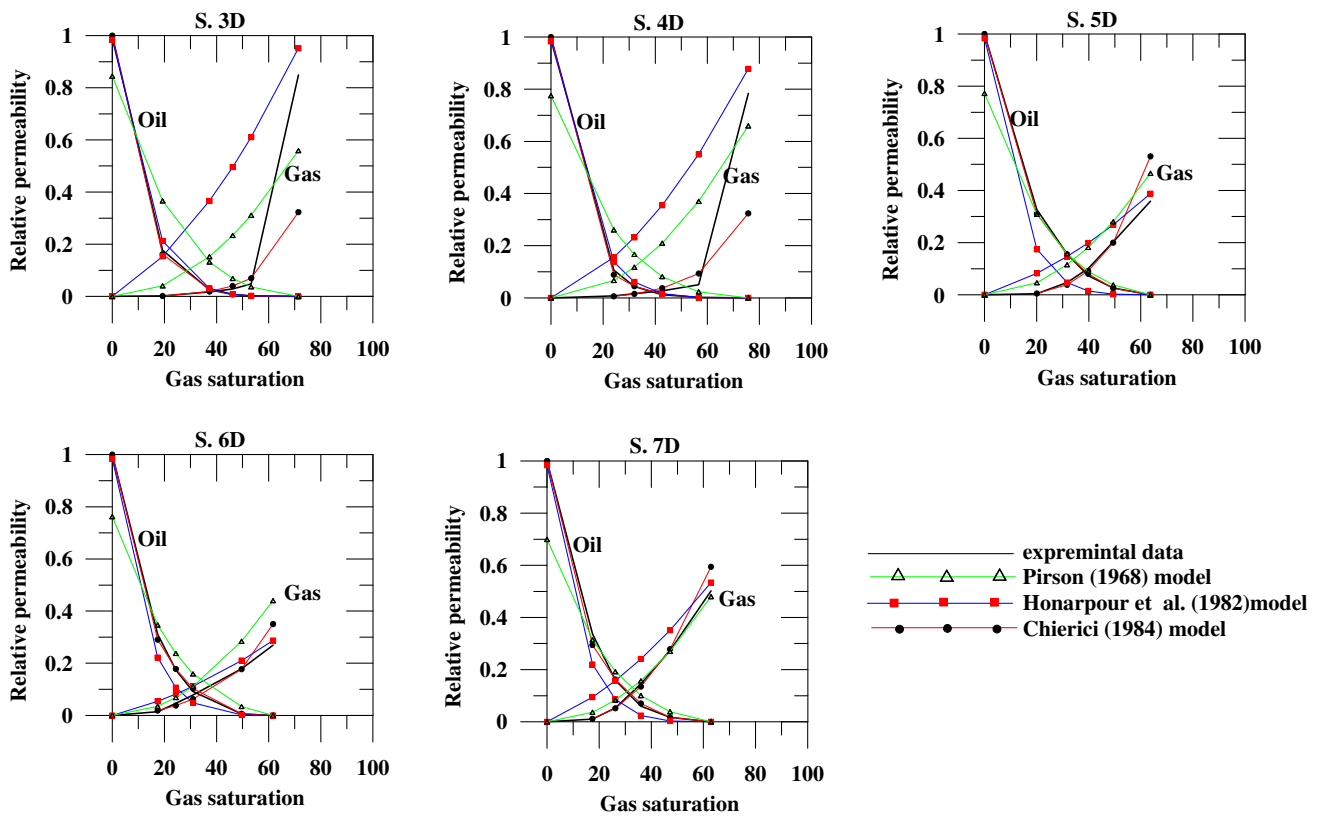 S. 3D
1
0.8
0.6
0.4
0.2
0
Relative permeability
Oil
Gas
0 20 40 60 80 100
Gas saturation
S. 4D
1
0.8
0.6
0.4
0.2
0
Relative permeability
Oil
Gas
0 20 40 60 80 100
Gas saturation
S. 5D
1
0.8
0.6
0.4
0.2
0
Relative permeability
Oil
Gas
0 20 40 60 80 100
Gas saturation
S. 6D
1
0.8
0.6
0.4
0.2
0
Relative permeability
Oil
Gas
0 20 40 60 80 100
Gas saturation
S. 7D
1
0.8
0.6
0.4
0.2
0
Relative permeability
Oil
Gas
0 20 40 60 80 100
Gas saturation
expremintal data
Pirson (1968) model
Honarpour et al. (1982)model
Chierici (1984) model